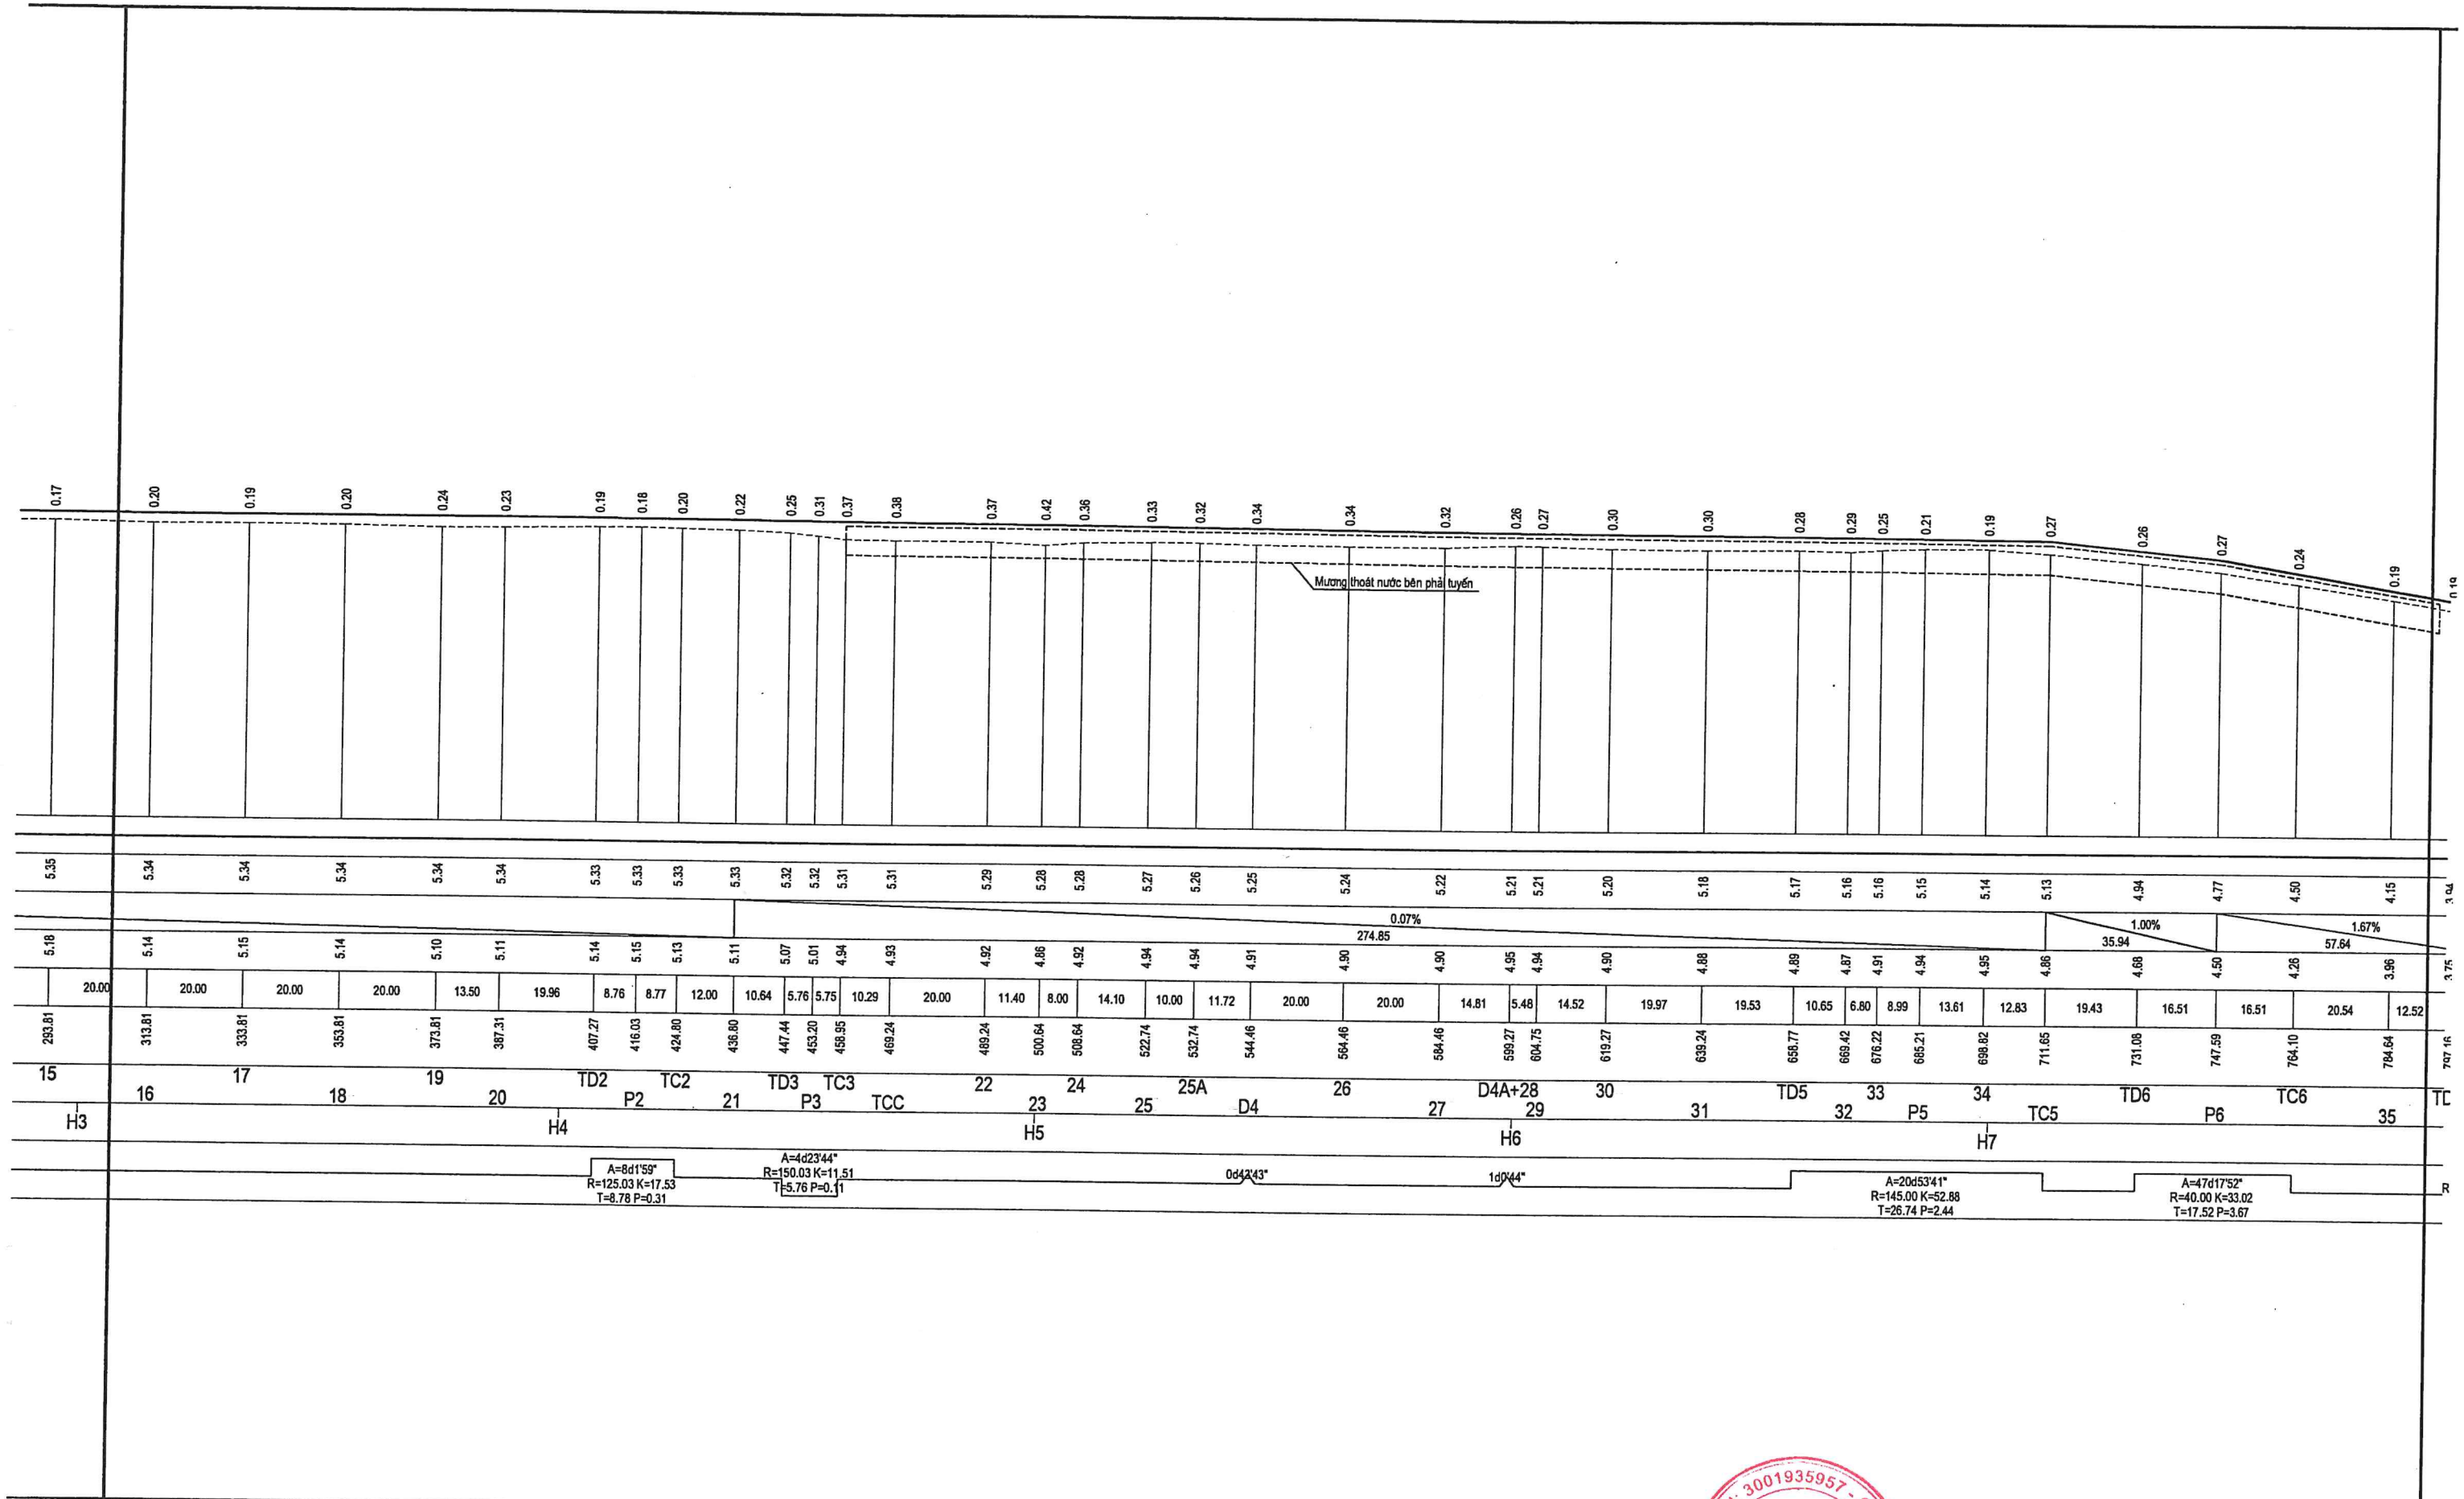 0.17 0.20 0.19 0.20 0.24 0.23 0.19 0.18 0.20 0.22 0.25 0.31 0.37 0.38 0.37 0.42 0.36 0.33 0.32 0.34 0.34 0.32 0.26 0.27 0.30 0.30 0.28 0.29 0.25 0.21 0.19 0.27 0.26 0.27 0.24 0.19 0.19
Mương thoát nước bên phải tuyến
5.35 5.34 5.34 5.34 5.34 5.34 5.33 5.33 5.33 5.33 5.32 5.32 5.31 5.31 5.29 5.28 5.28 5.27 5.26 5.25 5.24 5.22 5.21 5.21 5.20 5.18 5.17 5.16 5.16 5.15 5.14 5.13 4.94 4.77 4.50 4.15 3.94
0.07% 1.00% 1.67%
274.85 35.94 57.64
5.18 5.14 5.15 5.14 5.10 5.11 5.14 5.15 5.13 5.11 5.07 5.01 4.94 4.93 4.92 4.86 4.92 4.94 4.94 4.91 4.90 4.90 4.95 4.94 4.90 4.88 4.89 4.87 4.91 4.94 4.95 4.86 4.68 4.50 4.26 3.96 3.75
20.00 20.00 20.00 20.00 13.50 19.96 8.76 8.77 12.00 10.64 5.76 5.75 10.29 20.00 11.40 8.00 14.10 10.00 11.72 20.00 20.00 14.81 5.48 14.52 19.97 19.53 10.65 6.80 8.99 13.61 12.83 19.43 16.51 16.51 20.54 12.52
293.81 313.81 333.81 353.81 373.81 387.31 407.27 416.03 424.80 436.80 447.44 453.20 458.95 469.24 489.24 500.64 508.64 522.74 532.74 544.46 564.46 584.46 599.27 604.75 619.27 639.24 658.77 669.42 676.22 685.21 698.82 711.65 731.08 747.59 764.10 784.64 797.16
15 17 19 TD2 TC2 TD3 TC3 22 24 25A 26 D4A+28 30 TD5 33 34 TD6 TC6
16 18 20 P2 21 P3 TCC 23 25 D4 27 29 31 32 P5 TC5 P6 35
H3 H4 H5 H6 H7
A=8d1'59"
R=125.03 K=17.53
T=8.78 P=0.31
A=4d23'44"
R=150.03 K=11.51
T=5.76 P=0.11
0d42'43"
1d0'44"
A=20d53'41"
R=145.00 K=52.88
T=26.74 P=2.44
A=47d17'52"
R=40.00 K=33.02
T=17.52 P=3.67
R
3001935957